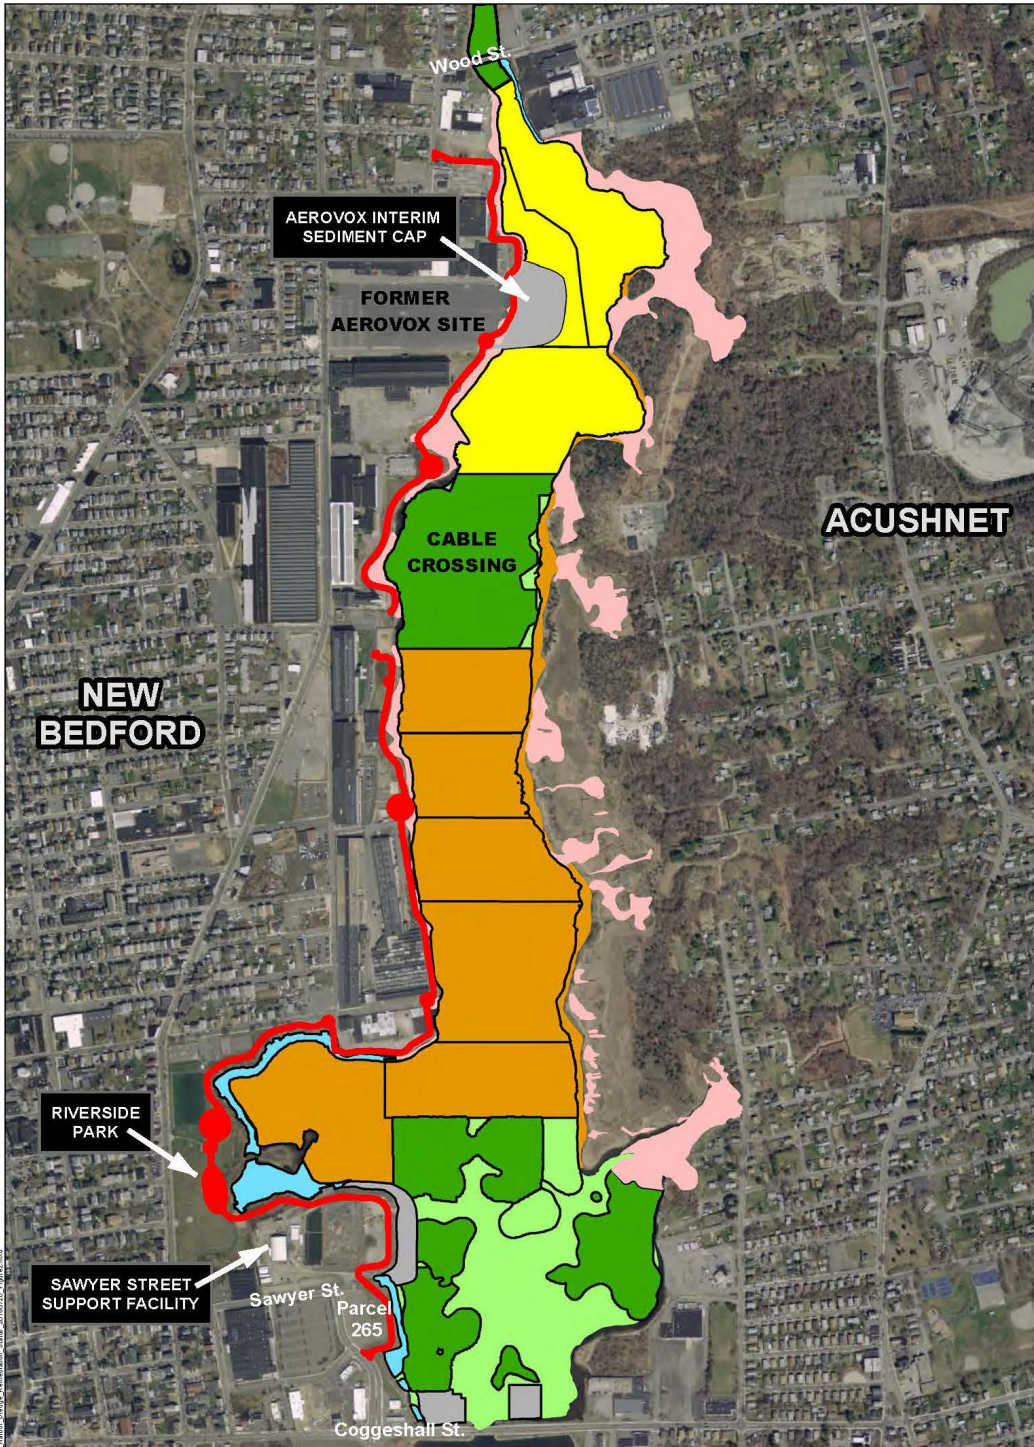 Wood St.
AEROVOX INTERIM
SEDIMENT CAP
FORMER
AEROVOX SITE
CABLE
CROSSING
ACUSHNET
NEW
BEDFORD
RIVERSIDE
PARK
SAWYER STREET
SUPPORT FACILITY
Sawyer St.
Parcel
265
Coggeshall St.